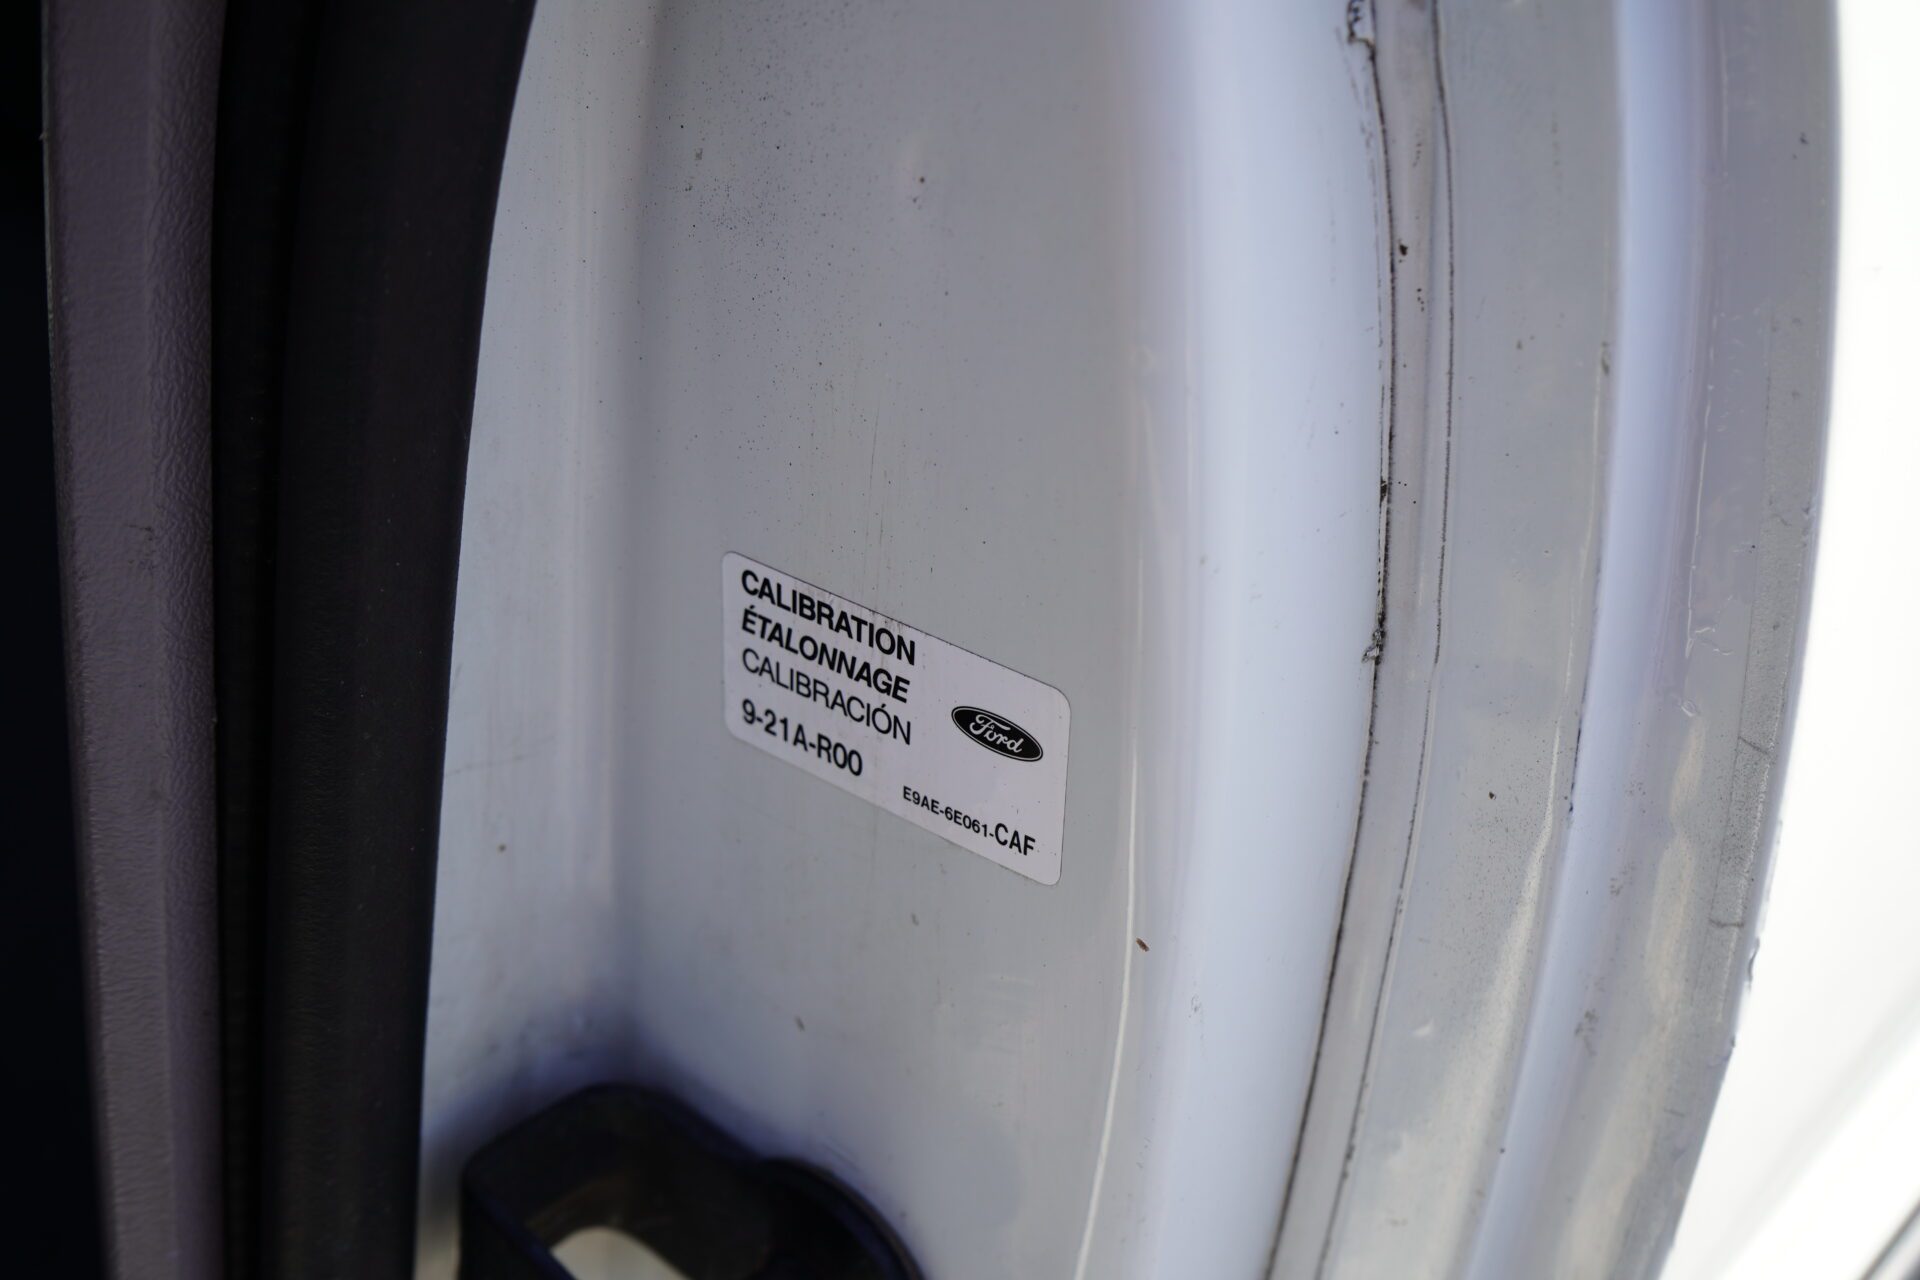 CALIBRATION
ÉTALONNAGE
CALIBRACIÓN
9-21A-R00
Ford
E9AE-6E061-CAF